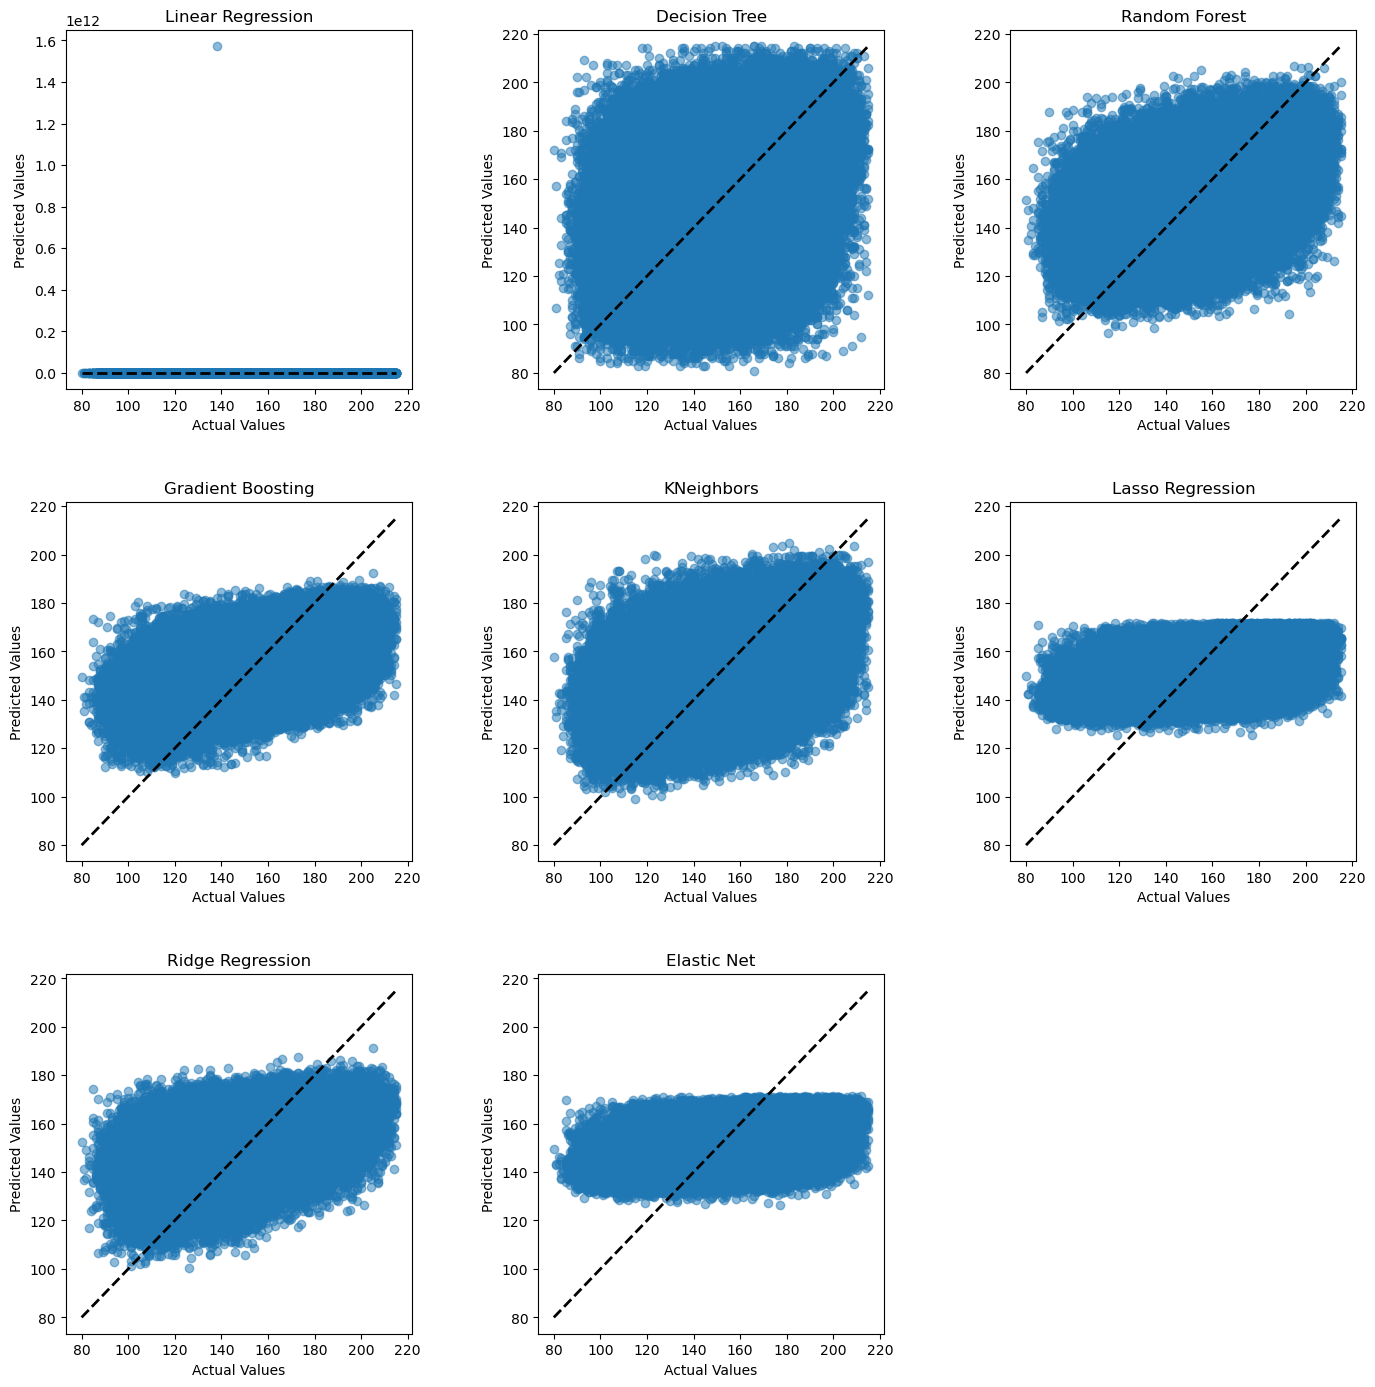 Linear Regression
Decision Tree
Random Forest
1e12
1.6
1.4
1.2
1.0
0.8
0.6
0.4
0.2
0.0
Predicted Values
80 100 120 140 160 180 200 220
Actual Values
220
200
180
160
140
120
100
80
Predicted Values
80 100 120 140 160 180 200 220
Actual Values
220
200
180
160
140
120
100
80
Predicted Values
80 100 120 140 160 180 200 220
Actual Values
Gradient Boosting
KNeighbors
Lasso Regression
220
200
180
160
140
120
100
80
Predicted Values
80 100 120 140 160 180 200 220
Actual Values
220
200
180
160
140
120
100
80
Predicted Values
80 100 120 140 160 180 200 220
Actual Values
220
200
180
160
140
120
100
80
Predicted Values
80 100 120 140 160 180 200 220
Actual Values
Ridge Regression
Elastic Net
220
200
180
160
140
120
100
80
Predicted Values
80 100 120 140 160 180 200 220
Actual Values
220
200
180
160
140
120
100
80
Predicted Values
80 100 120 140 160 180 200 220
Actual Values